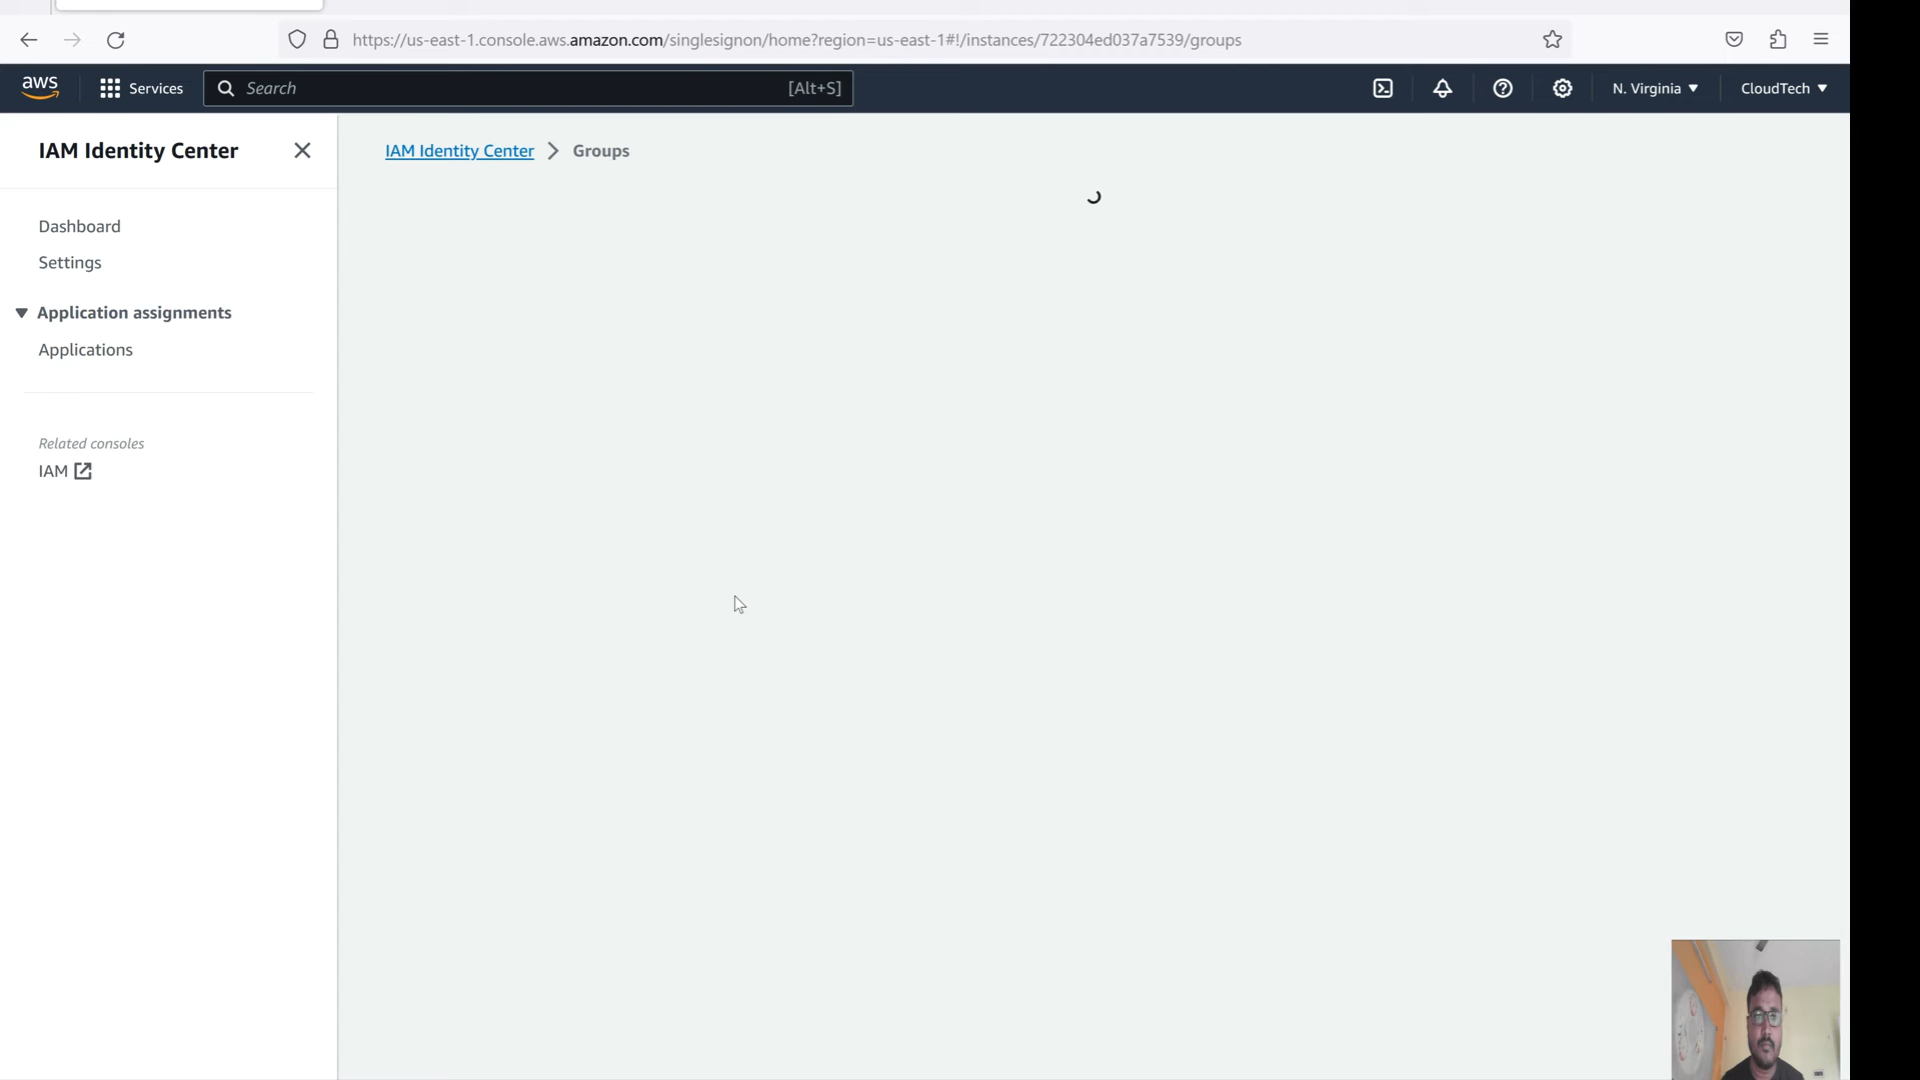 https://us-east-1.console.aws.amazon.com/singlesignon/home?region=us-east-1#!/instances/722304ed037a7539/groups
aws
Services
Search
[Alt+S]
N. Virginia
CloudTech
IAM Identity Center
IAM Identity Center
Groups
Dashboard
Settings
Application assignments
Applications
Related consoles
IAM